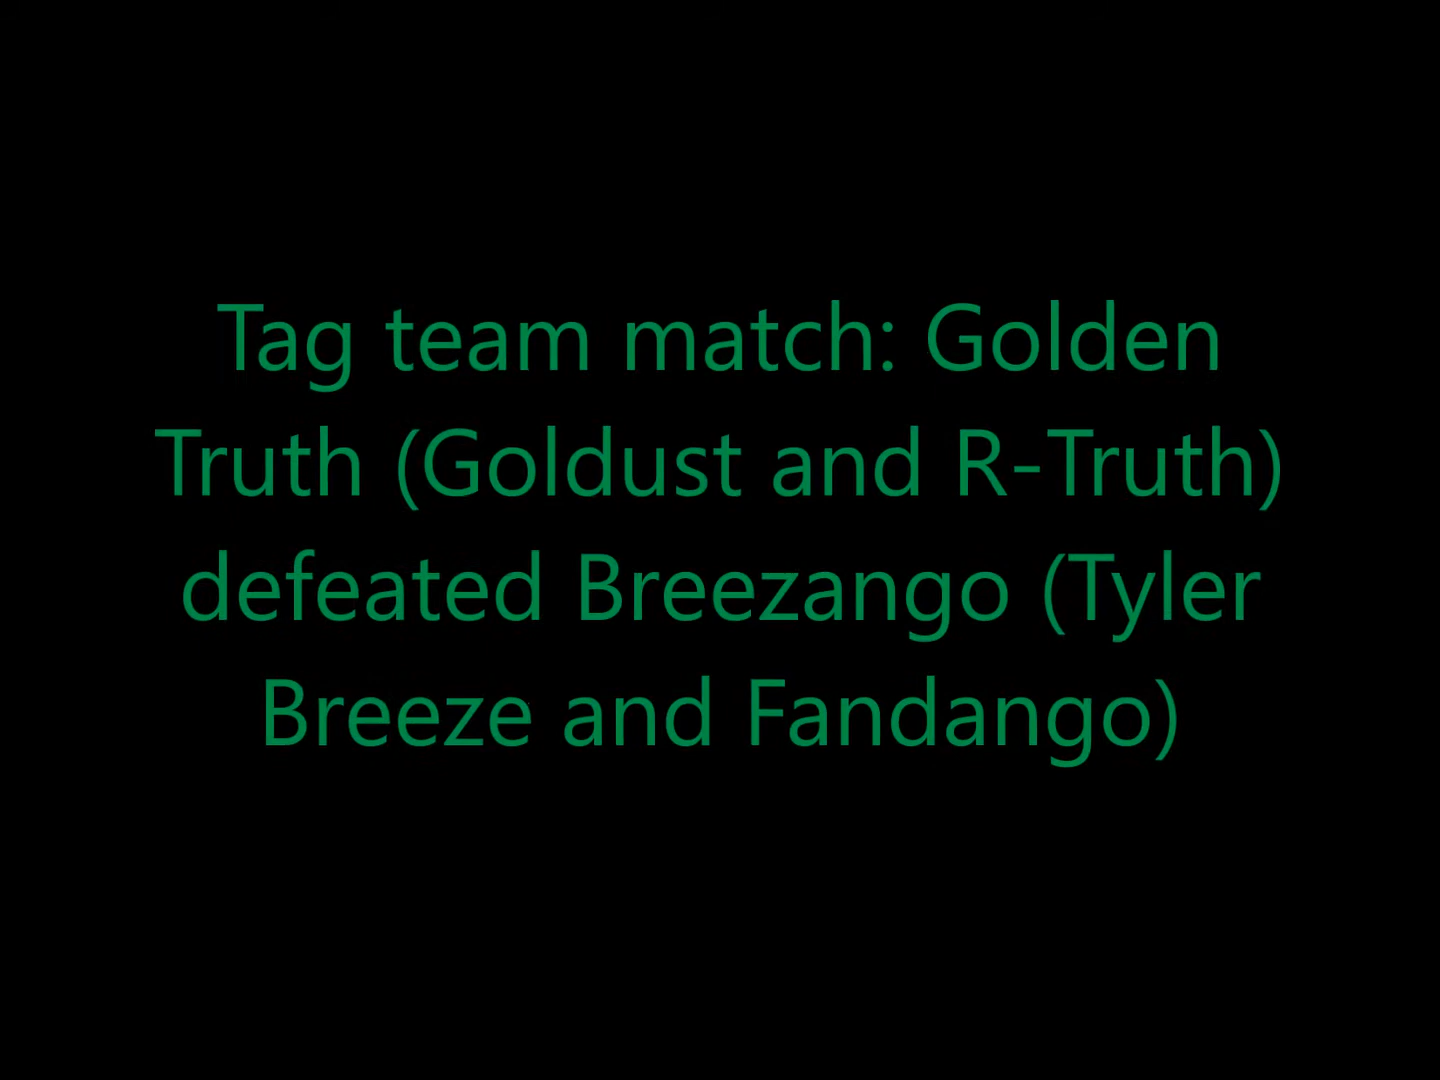 Tag team match: Golden
Truth (Goldust and R-Truth)
defeated Breezango (Tyler
Breeze and Fandango)